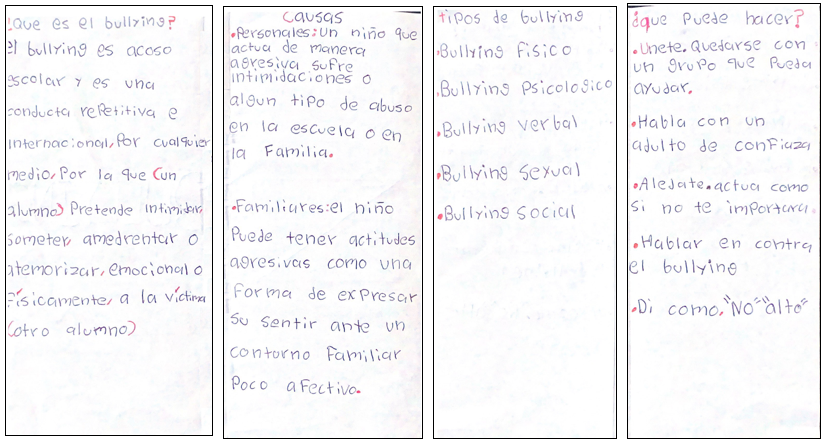 ¿que es el bullying?
el bullying es acoso
escolar y es una
conducta repetitiva e
internacional, Por cualquier
medio, Por la que (un
alumno) Pretende intimidar,
someter, amedrentar o
atemorizar, emocional o
Físicamente, a la víctima
(otro alumno)
Causas
•Personales: Un niño que
actua de manera
agresiva sufre
intimidaciones o
algun tipo de abuso
en la escuela o en
la Familia.
•Familiares: el niño
Puede tener actitudes
agresivas como una
forma de expresar
su sentir ante un
contorno Familiar
Poco afectivo.
tipos de bullying
•Bullying Fisico
•Bullying Psicologico
•Bullying verbal
•Bullying sexual
•Bullying social
¿que Puede hacer?
•Unete. Quedarse con
un grupo que Pueda
ayudar.
•Habla con un
adulto de confiaza
•Aledate. actua como
si no te importara.
•Hablar en contra
el bullying
•Di como. "No" "alto"